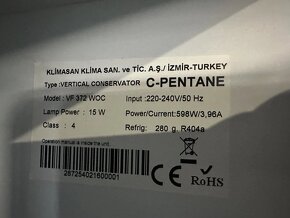 KLİMASAN KLİMA SAN. ve TİC. A.Ş./ İZMİR-TURKEY
Type :VERTICAL CONSERVATOR C-PENTANE
Model : VF 372 WOC Input :220-240V/50 Hz
Lamp Power : 15 W Power/Current:598W/3,96A
Class : 4 Refrig: 280 g. R404a
Operation manual is inside the unit
2872540216000001
CE
RoHS